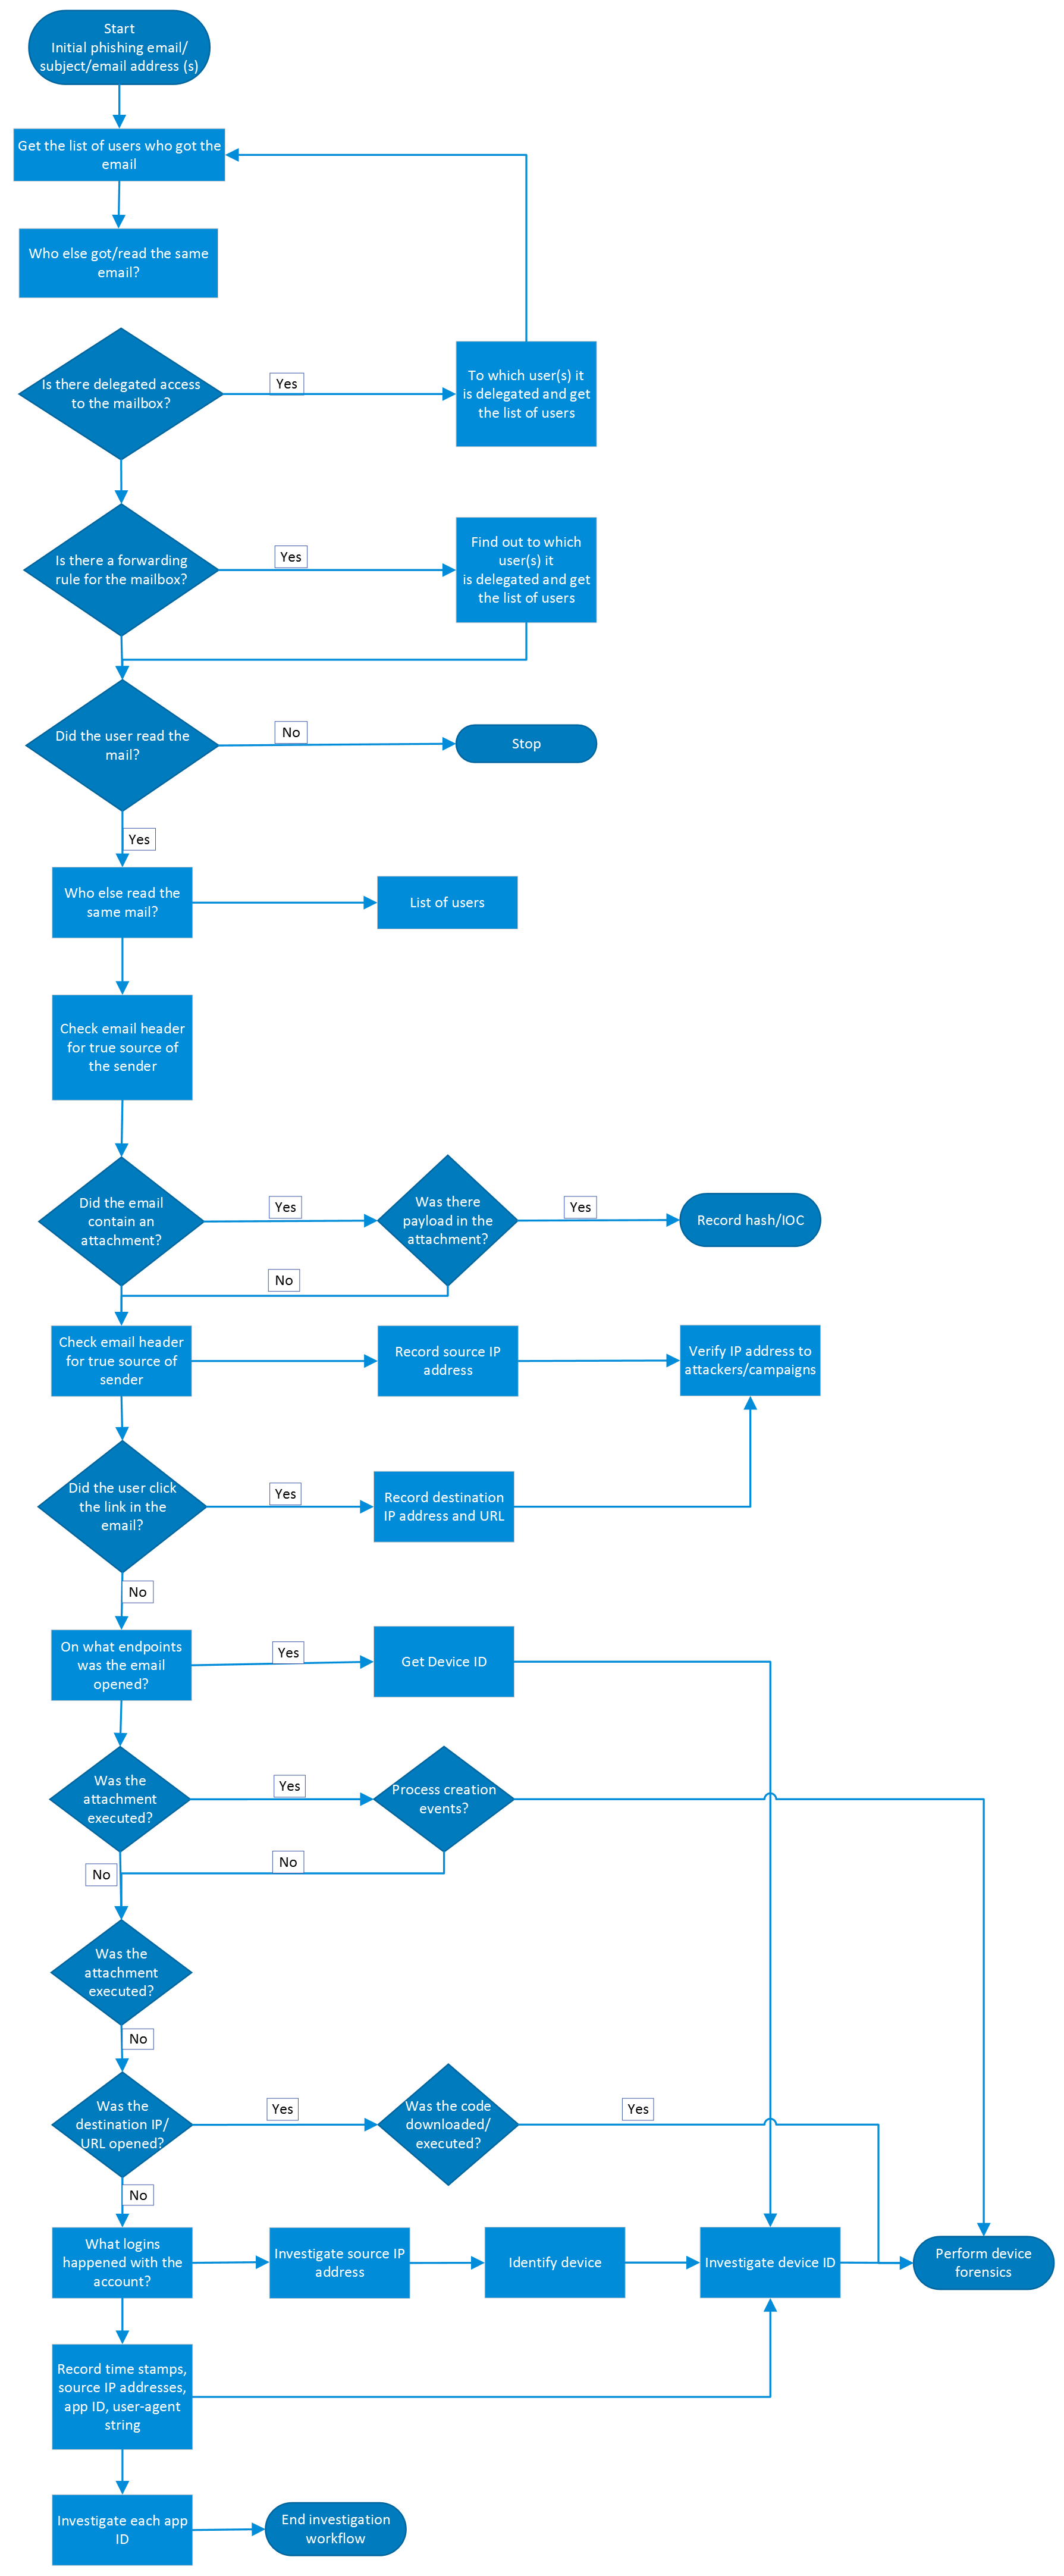 Start
Initial phishing email/
subject/email address (s)
Get the list of users who got the
email
Who else got/read the same
email?
Is there delegated access
to the mailbox?
Yes
To which user(s) it
is delegated and get
the list of users
Is there a forwarding
rule for the mailbox?
Yes
Find out to which
user(s) it
is delegated and get
the list of users
Did the user read the
mail?
No
Stop
Yes
Who else read the
same mail?
List of users
Check email header
for true source of
the sender
Did the email
contain an
attachment?
Yes
Was there
payload in the
attachment?
Yes
Record hash/IOC
No
Check email header
for true source of
sender
Record source IP
address
Verify IP address to
attackers/campaigns
Did the user click
the link in the
email?
Yes
Record destination
IP address and URL
No
On what endpoints
was the email
opened?
Yes
Get Device ID
Was the
attachment
executed?
Yes
Process creation
events?
No
No
Was the
attachment
executed?
No
Was the
destination IP/
URL opened?
Yes
Was the code
downloaded/
executed?
Yes
No
What logins
happened with the
account?
Investigate source IP
address
Identify device
Investigate device ID
Perform device
forensics
Record time stamps,
source IP addresses,
app ID, user-agent
string
Investigate each app
ID
End investigation
workflow